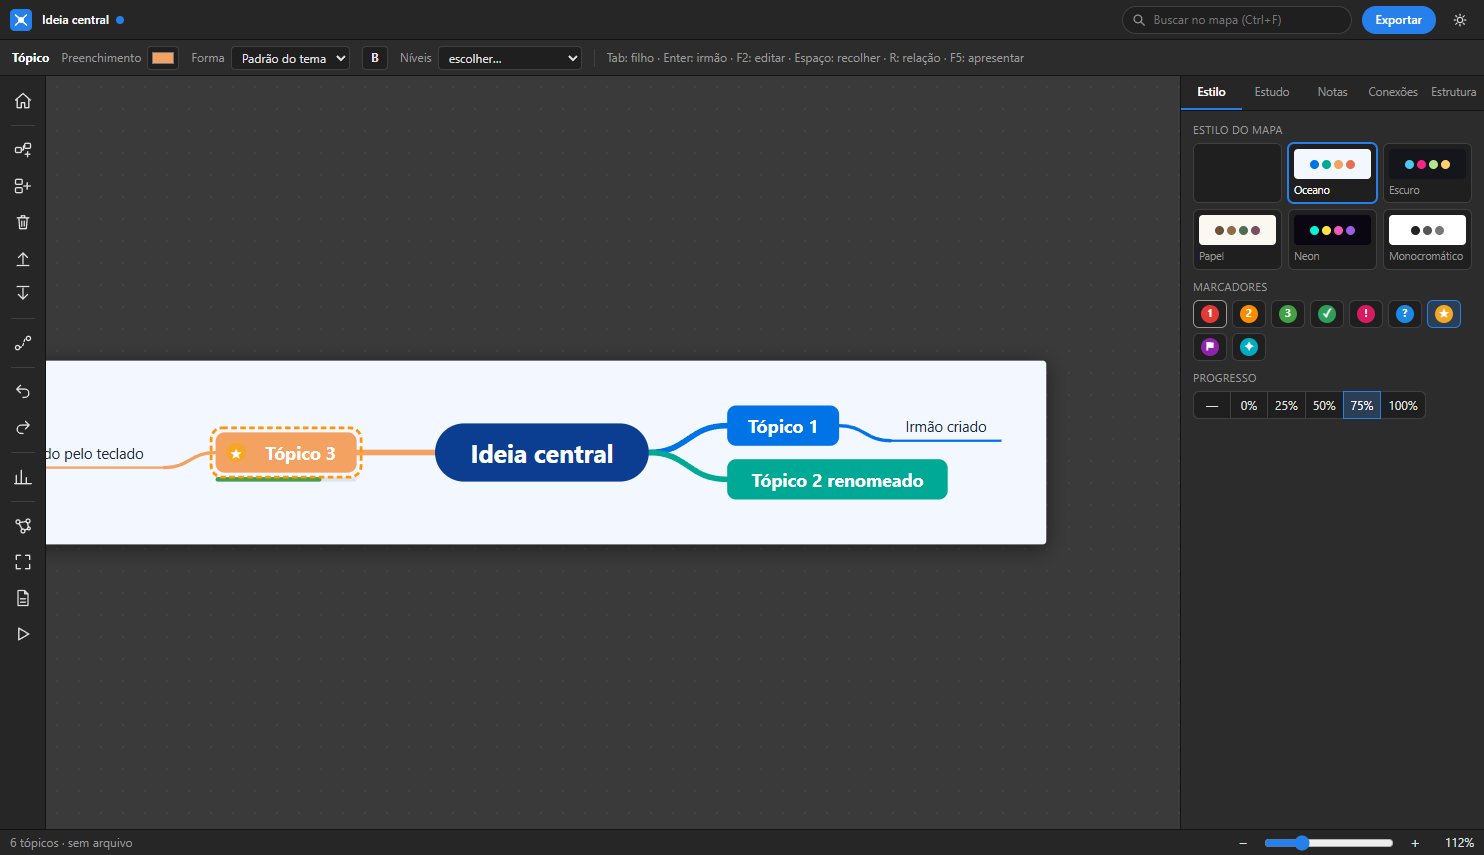 Ideia central
Buscar no mapa (Ctrl+F)
Exportar
Tópico
Preenchimento
Forma
Padrão do tema
B
Níveis
escolher...
Tab: filho · Enter: irmão · F2: editar · Espaço: recolher · R: relação · F5: apresentar
Estilo
Estudo
Notas
Conexões
Estrutura
ESTILO DO MAPA
Oceano
Escuro
Papel
Neon
Monocromático
MARCADORES
1
2
3
!
?
PROGRESSO
—
0%
25%
50%
75%
100%
do pelo teclado
Tópico 3
Ideia central
Tópico 1
Irmão criado
Tópico 2 renomeado
6 tópicos · sem arquivo
112%